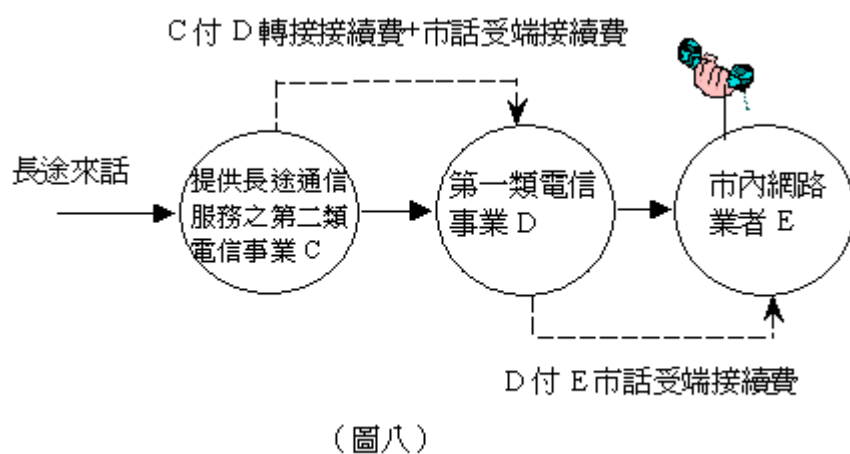 C付D轉接接續費+市話受端接續費
長途來話
提供長途通信
服務之第二類
電信事業C
第一類電信
事業D
市內網路
業者E
D付E市話受端接續費
（圖八）